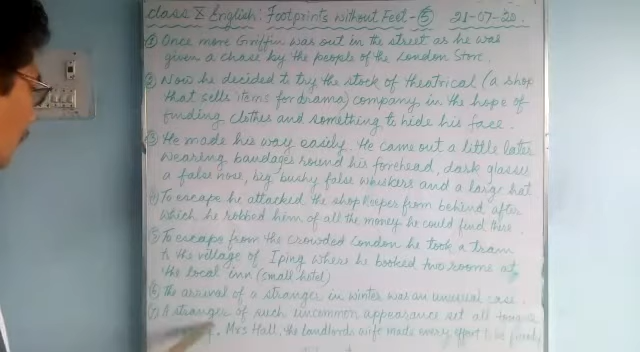 Class X English: Footprints without Feet-⑤ 21-07-20.
① Once more Griffin was out in the street as he was
given a chase by the people of the London Store.
② Now he decided to try the stock of theatrical (a shop
that sells items for drama) company in the hope of
finding clothes and something to hide his face.
③ He made his way easily. He came out a little later
wearing bandages round his forehead, dark glasses
a false nose, big bushy false whiskers and a large hat
④ To escape he attacked the shopkeeper from behind after
which he robbed him of all the money he could find there.
⑤ To escape from the crowded London he took a train
to the village of Iping where he booked two rooms at
the local inn (small hotel)
⑥ The arrival of a stranger in winter was an unusual case.
⑦ A stranger of such uncommon appearance set all tongues
Mrs Hall, the landlord's wife made every effort to be friendly